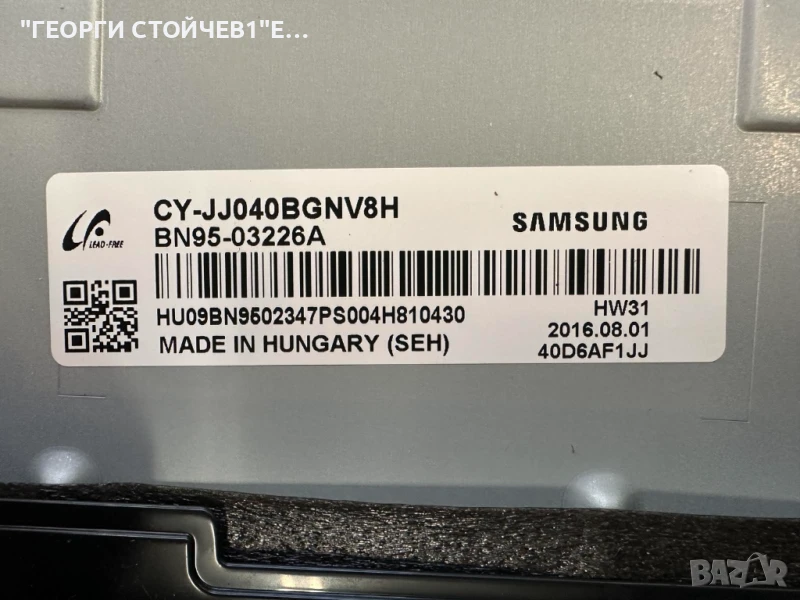 "ГЕОРГИ СТОЙЧЕВ1"Е...
CY-JJ040BGNV8H
SAMSUNG
BN95-03226A
LEAD-FREE
HU09BN9502347PS004H810430
HW31
2016.08.01
MADE IN HUNGARY (SEH)
40D6AF1JJ
BAZAR